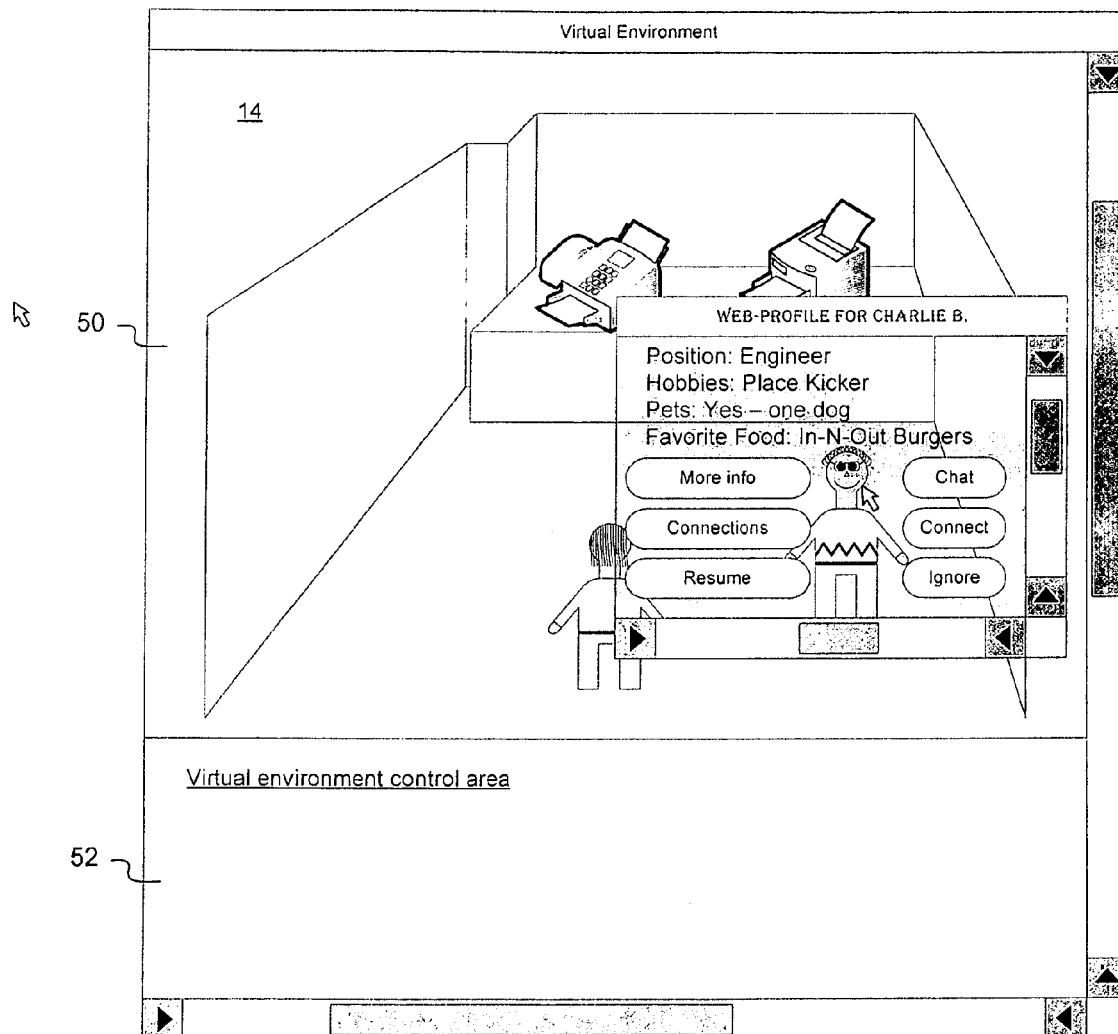 Virtual Environment
14
50
WEB-PROFILE FOR CHARLIE B.
Position: Engineer
Hobbies: Place Kicker
Pets: Yes – one dog
Favorite Food: In-N-Out Burgers
More info
Chat
Connections
Connect
Resume
Ignore
Virtual environment control area
52